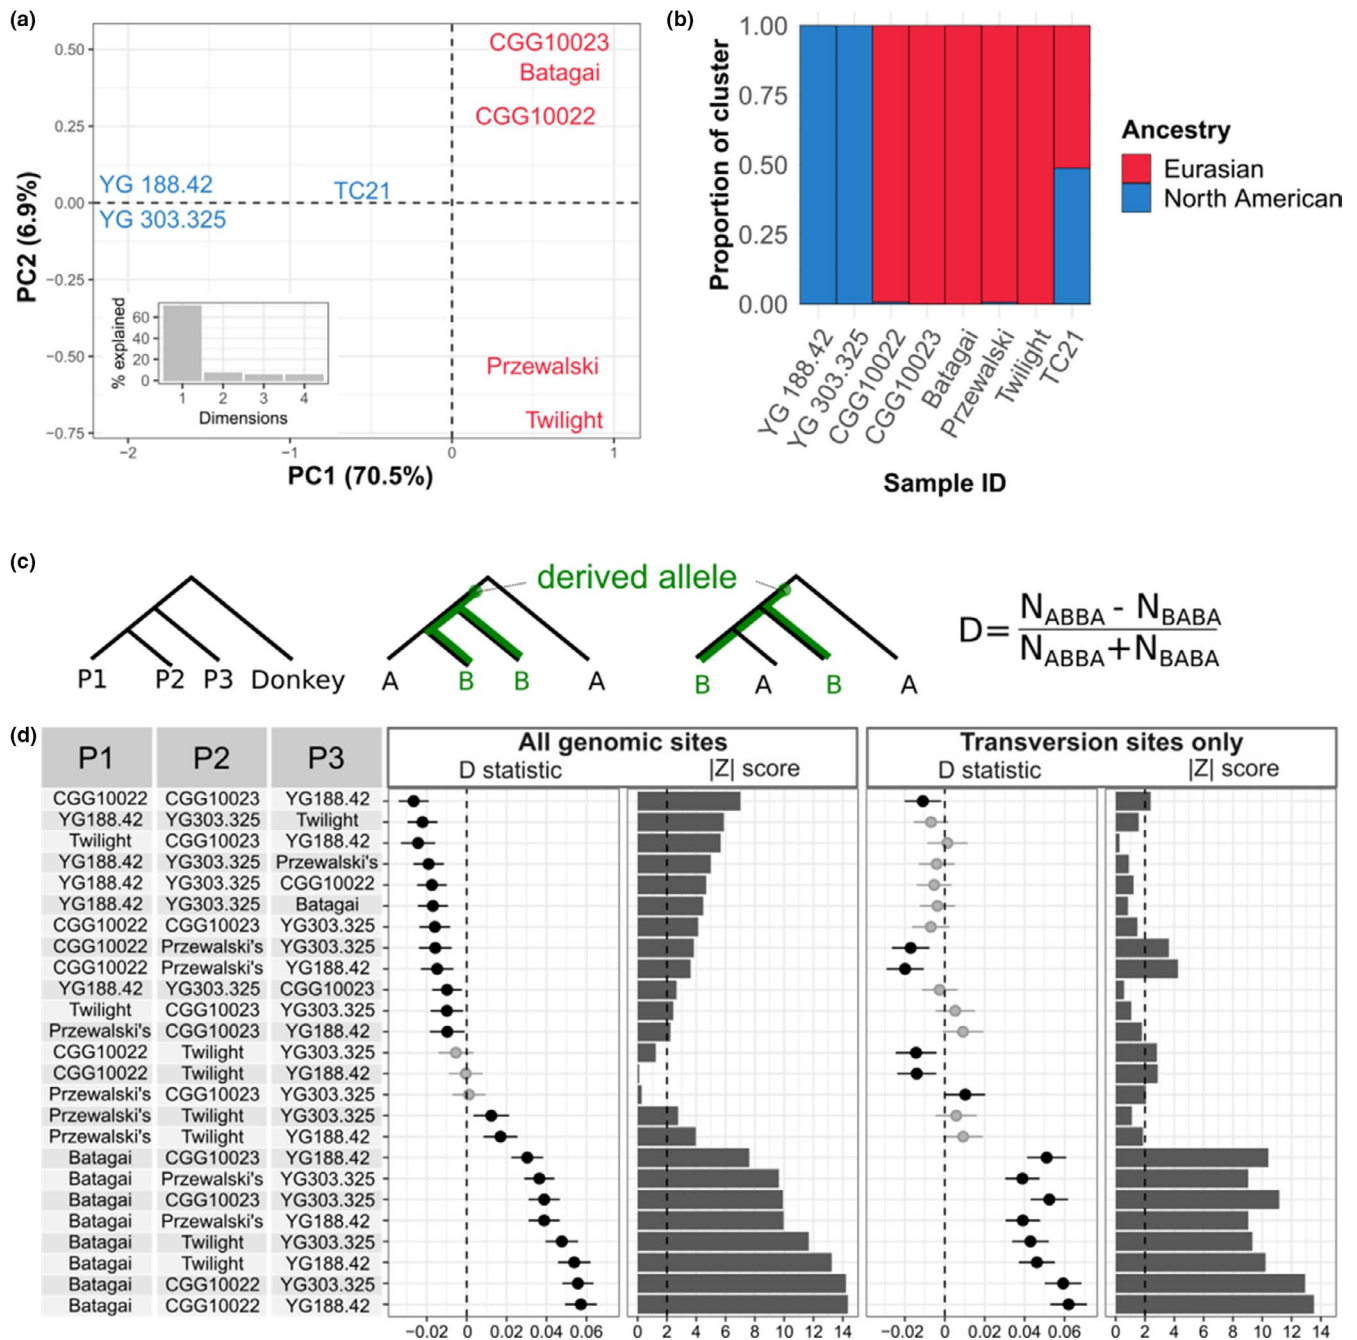 (a)
0.50
0.25
0.00
−0.25
−0.50
−0.75
PC2 (6.9%)
CGG10023
Batagai
CGG10022
YG 188.42
TC21
YG 303.325
Przewalski
Twilight
% explained
60
40
20
0
1 2 3 4
Dimensions
−2 −1 0 1
PC1 (70.5%)
(b)
1.00
0.75
0.50
0.25
0.00
Proportion of cluster
YG 188.42
YG 303.325
CGG10022
CGG10023
Batagai
Przewalski
Twilight
TC21
Sample ID
Ancestry
Eurasian
North American
(c)
derived allele
P1 P2 P3 Donkey
A B B A
B A B A
D= N_ABBA - N_BABA
N_ABBA+N_BABA
(d)
P1 P2 P3
All genomic sites
D statistic |Z| score
Transversion sites only
D statistic |Z| score
CGG10022 CGG10023 YG188.42
YG188.42 YG303.325 Twilight
Twilight CGG10023 YG188.42
YG188.42 YG303.325 Przewalski's
YG188.42 YG303.325 CGG10022
YG188.42 YG303.325 Batagai
CGG10022 CGG10023 YG303.325
CGG10022 Przewalski's YG303.325
CGG10022 Przewalski's YG188.42
YG188.42 YG303.325 CGG10023
Twilight CGG10023 YG303.325
Przewalski's CGG10023 YG188.42
CGG10022 Twilight YG303.325
CGG10022 Twilight YG188.42
Przewalski's CGG10023 YG303.325
Przewalski's Twilight YG303.325
Przewalski's Twilight YG188.42
Batagai CGG10023 YG188.42
Batagai Przewalski's YG303.325
Batagai CGG10023 YG303.325
Batagai Przewalski's YG188.42
Batagai Twilight YG303.325
Batagai Twilight YG188.42
Batagai CGG10022 YG303.325
Batagai CGG10022 YG188.42
−0.02 0 0.02 0.04 0.06 0 2 4 6 8 10 12 14 −0.02 0 0.02 0.04 0.06 0 2 4 6 8 10 12 14